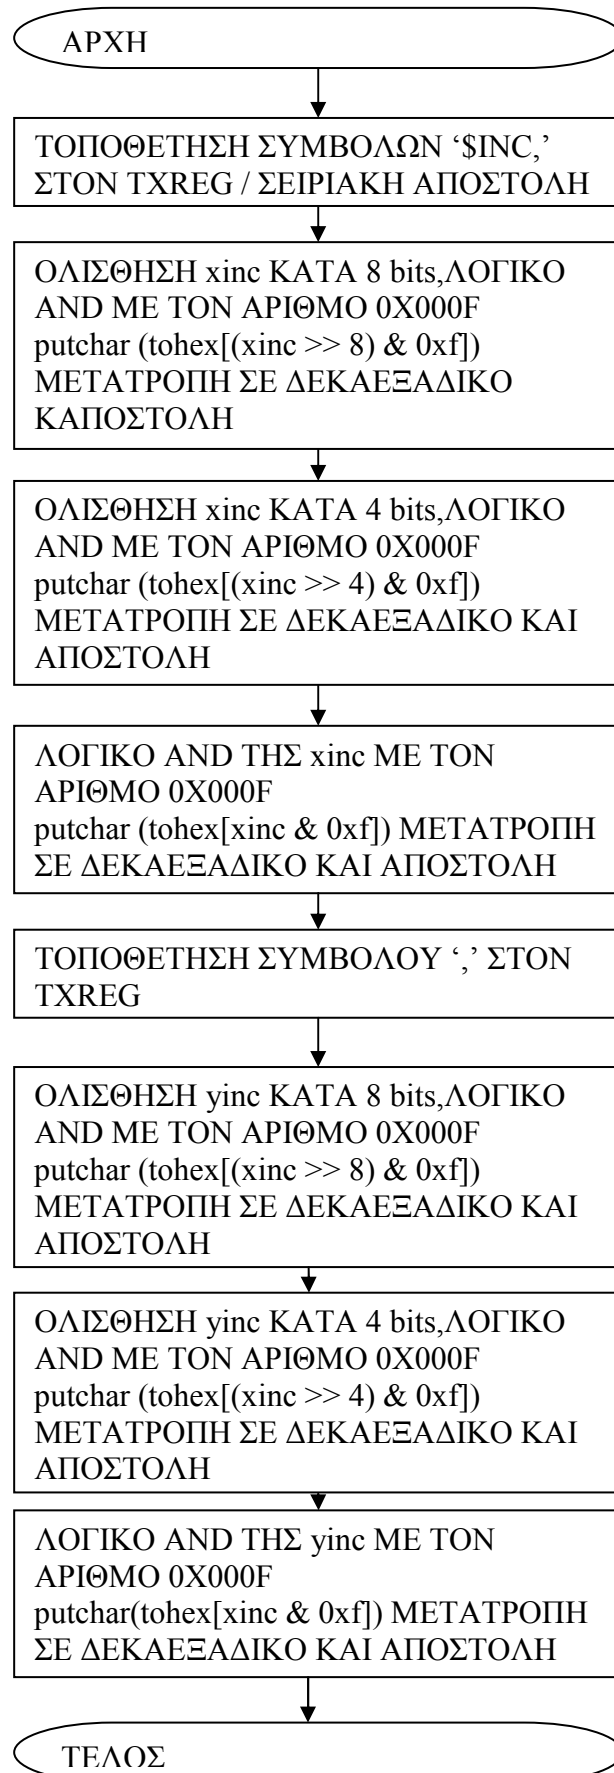 ΑΡΧΗ
ΤΟΠΟΘΕΤΗΣΗ ΣΥΜΒΟΛΩΝ ‘$INC,’
ΣΤΟΝ TXREG / ΣΕΙΡΙΑΚΗ ΑΠΟΣΤΟΛΗ
ΟΛΙΣΘΗΣΗ xinc ΚΑΤΑ 8 bits,ΛΟΓΙΚΟ
AND ΜΕ ΤΟΝ ΑΡΙΘΜΟ 0X000F
putchar (tohex[(xinc >> 8) & 0xf])
ΜΕΤΑΤΡΟΠΗ ΣΕ ΔΕΚΑΕΞΑΔΙΚΟ
ΚΑΠΟΣΤΟΛΗ
ΟΛΙΣΘΗΣΗ xinc ΚΑΤΑ 4 bits,ΛΟΓΙΚΟ
AND ΜΕ ΤΟΝ ΑΡΙΘΜΟ 0X000F
putchar (tohex[(xinc >> 4) & 0xf])
ΜΕΤΑΤΡΟΠΗ ΣΕ ΔΕΚΑΕΞΑΔΙΚΟ ΚΑΙ
ΑΠΟΣΤΟΛΗ
ΛΟΓΙΚΟ AND ΤΗΣ xinc ΜΕ ΤΟΝ
ΑΡΙΘΜΟ 0X000F
putchar (tohex[xinc & 0xf]) ΜΕΤΑΤΡΟΠΗ
ΣΕ ΔΕΚΑΕΞΑΔΙΚΟ ΚΑΙ ΑΠΟΣΤΟΛΗ
ΤΟΠΟΘΕΤΗΣΗ ΣΥΜΒΟΛΟΥ ‘,’ ΣΤΟΝ
TXREG
ΟΛΙΣΘΗΣΗ yinc ΚΑΤΑ 8 bits,ΛΟΓΙΚΟ
AND ΜΕ ΤΟΝ ΑΡΙΘΜΟ 0X000F
putchar (tohex[(xinc >> 8) & 0xf])
ΜΕΤΑΤΡΟΠΗ ΣΕ ΔΕΚΑΕΞΑΔΙΚΟ ΚΑΙ
ΑΠΟΣΤΟΛΗ
ΟΛΙΣΘΗΣΗ yinc ΚΑΤΑ 4 bits,ΛΟΓΙΚΟ
AND ΜΕ ΤΟΝ ΑΡΙΘΜΟ 0X000F
putchar (tohex[(xinc >> 4) & 0xf])
ΜΕΤΑΤΡΟΠΗ ΣΕ ΔΕΚΑΕΞΑΔΙΚΟ ΚΑΙ
ΑΠΟΣΤΟΛΗ
ΛΟΓΙΚΟ AND ΤΗΣ yinc ΜΕ ΤΟΝ
ΑΡΙΘΜΟ 0X000F
putchar(tohex[xinc & 0xf]) ΜΕΤΑΤΡΟΠΗ
ΣΕ ΔΕΚΑΕΞΑΔΙΚΟ ΚΑΙ ΑΠΟΣΤΟΛΗ
ΤΕΛΟΣ